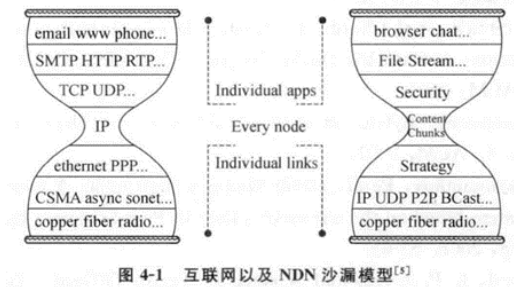 email www phone...
SMTP HTTP RTP...
TCP UDP...
IP
ethernet PPP...
CSMA async sonet...
copper fiber radio...
Individual apps
Every node
Individual links
browser chat...
File Stream...
Security
Content
Chunks
Strategy
IP UDP P2P BCast...
copper fiber radio...
图 4-1 互联网以及 NDN 沙漏模型[5]